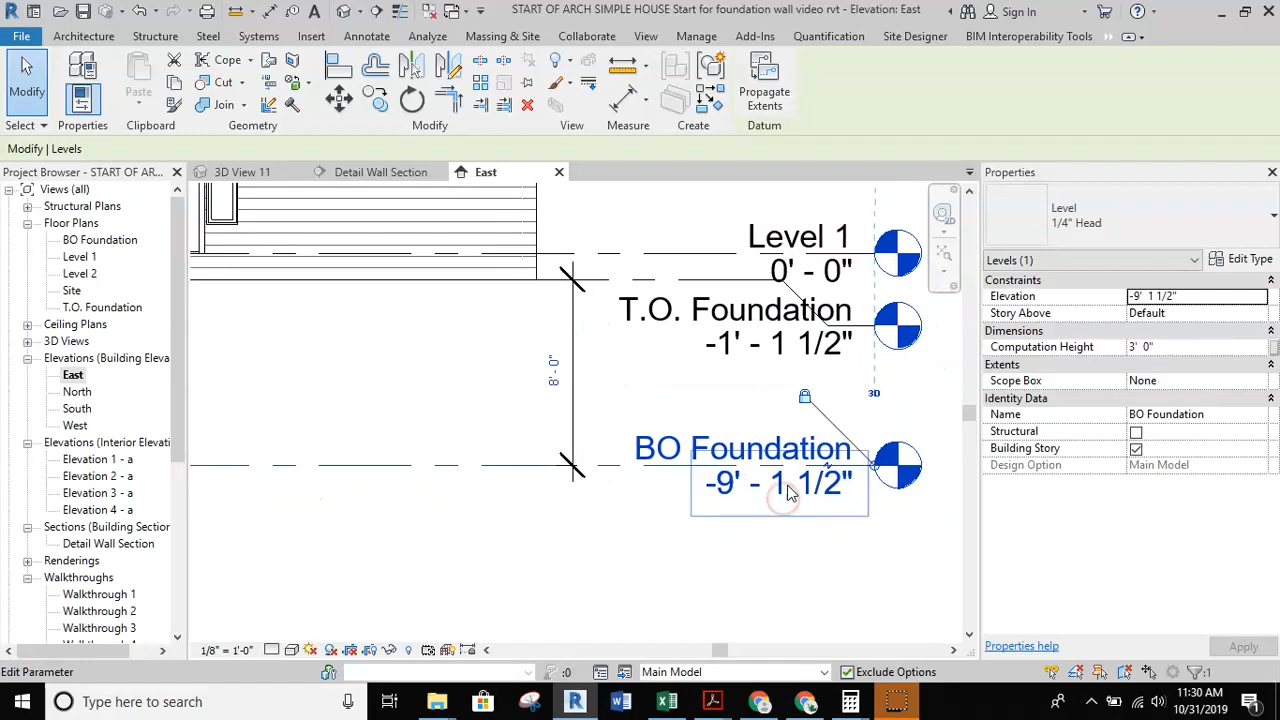 START OF ARCH SIMPLE HOUSE Start for foundation wall video rvt - Elevation: East
Sign In
File
Architecture
Structure
Steel
Systems
Insert
Annotate
Analyze
Massing & Site
Collaborate
View
Manage
Add-Ins
Quantification
Site Designer
BIM Interoperability Tools
Modify
Paste
Cope
Cut
Join
Propagate
Extents
Select
Properties
Clipboard
Geometry
Modify
View
Measure
Create
Datum
Modify | Levels
Project Browser - START OF AR...
3D View 11
Detail Wall Section
East
Properties
Views (all)
Structural Plans
Floor Plans
BO Foundation
Level 1
Level 2
Site
T.O. Foundation
Ceiling Plans
3D Views
Elevations (Building Eleva
East
North
South
West
Elevations (Interior Elevati
Elevation 1 - a
Elevation 2 - a
Elevation 3 - a
Elevation 4 - a
Sections (Building Section
Detail Wall Section
Renderings
Walkthroughs
Walkthrough 1
Walkthrough 2
Walkthrough 3
Level 1
0' - 0"
T.O. Foundation
-1' - 1 1/2"
8' - 0"
3D
BO Foundation
-9' - 1 1/2"
2D
Level
1/4" Head
Levels (1)
Edit Type
Constraints
Elevation
-9' 1 1/2"
Story Above
Default
Dimensions
Computation Height
3' 0"
Extents
Scope Box
None
Identity Data
Name
BO Foundation
Structural
Building Story
Design Option
Main Model
Properties help
Apply
1/8" = 1'-0"
Edit Parameter
:0
Main Model
Exclude Options
:1
Type here to search
11:30 AM
10/31/2019